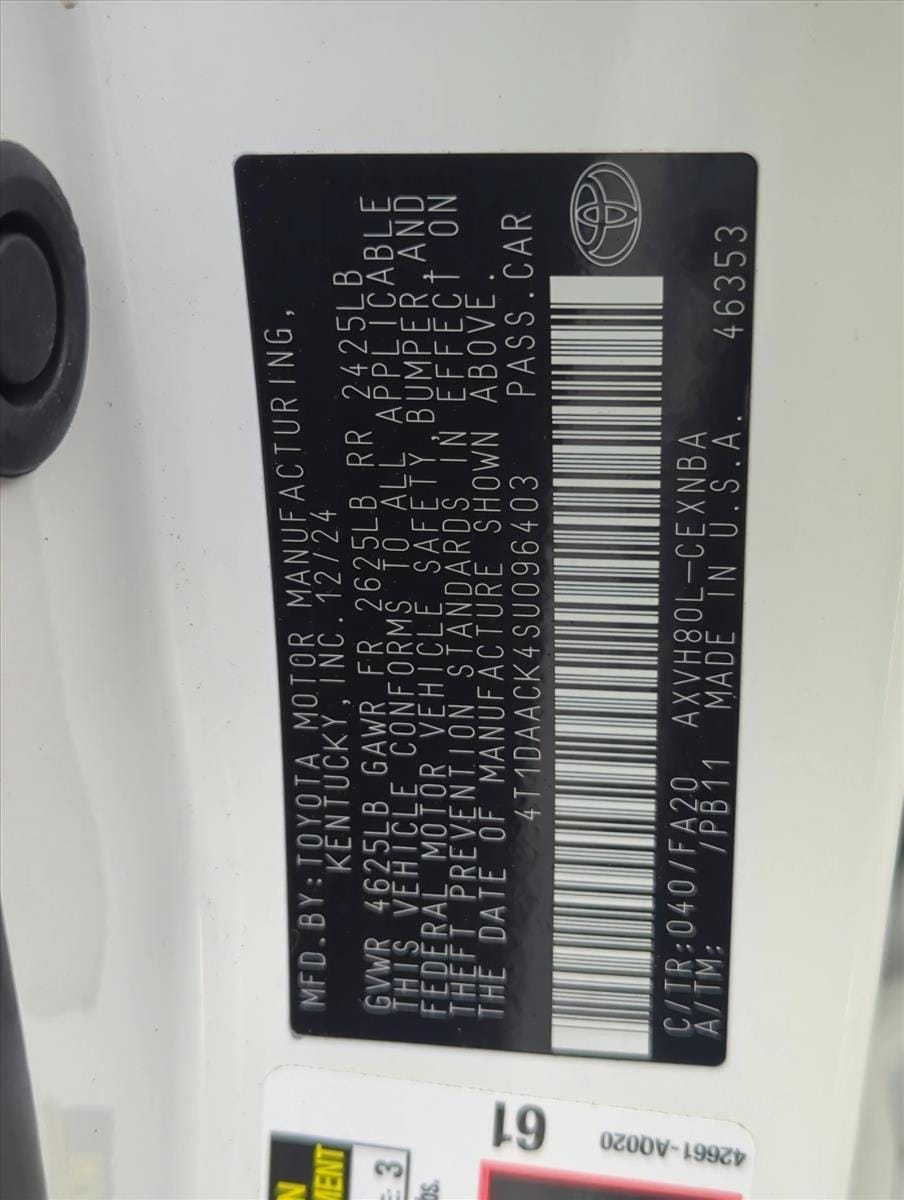 MFD.BY:TOYOTA MOTOR MANUFACTURING,
KENTUCKY,INC.12/24
GVWR 4625LB GAWR FR 2625LB RR 2425LB
THIS VEHICLE CONFORMS TO ALL APPLICABLE
FEDERAL MOTOR VEHICLE SAFETY,BUMPER,AND
THEFT PREVENTION STANDARDS IN EFFECT ON
THE DATE OF MANUFACTURE SHOWN ABOVE.
4T1DAACK4SU096403 PASS.CAR
C/TR:040/FA20 AXVH80L-CEXNBA
A/TM: /PB11 MADE IN U.S.A. 46353
61
42661-AQ020
3